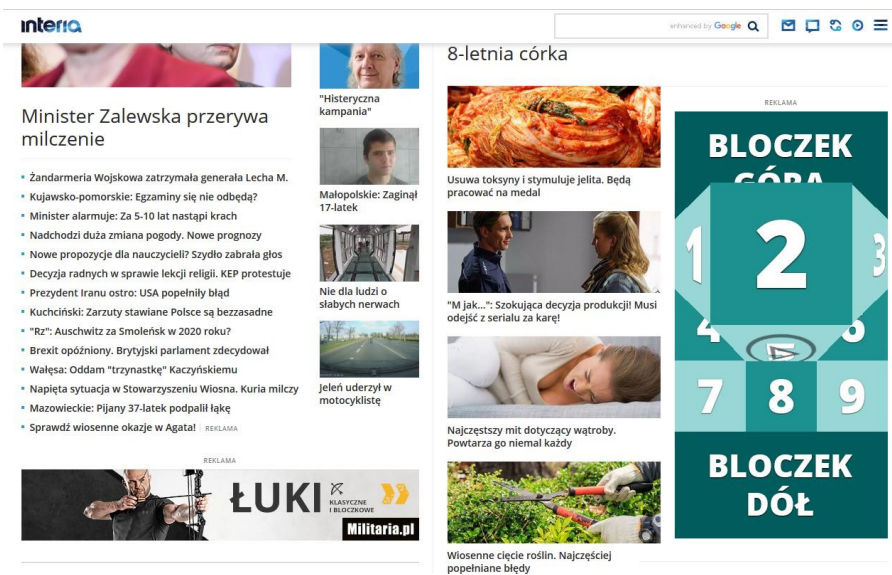 interia
enhanced by Google
Minister Zalewska przerywa
milczenie
Żandarmeria Wojskowa zatrzymała generała Lecha M.
Kujawsko-pomorskie: Egzaminy się nie odbędą?
Minister alarmuje: Za 5-10 lat nastąpi krach
Nadchodzi duża zmiana pogody. Nowe prognozy
Nowe propozycje dla nauczycieli? Szydło zabrała głos
Decyzja radnych w sprawie lekcji religii. KEP protestuje
Prezydent Iranu ostro: USA popełniły błąd
Kuchciński: Zarzuty stawiane Polsce są bezzasadne
"Rz": Auschwitz za Smoleńsk w 2020 roku?
Brexit opóźniony. Brytyjski parlament zdecydował
Wałęsa: Oddam "trzynastkę" Kaczyńskiemu
Napięta sytuacja w Stowarzyszeniu Wiosna. Kuria milczy
Mazowieckie: Pijany 37-latek podpalił łąkę
Sprawdź wiosenne okazje w Agata! REKLAMA
REKLAMA
ŁUKI
KLASYCZNE
I BLOCZKOWE
Militaria.pl
"Histeryczna
kampania"
Małopolskie: Zaginął
17-latek
Nie dla ludzi o
słabych nerwach
Jeleń uderzył w
motocyklistę
8-letnia córka
Usuwa toksyny i stymuluje jelita. Będą
pracować na medal
"M jak...": Szokująca decyzja produkcji! Musi
odejść z serialu za karę!
Najczęstszy mit dotyczący wątroby.
Powtarza go niemal każdy
Wiosenne cięcie roślin. Najczęściej
popełniane błędy
REKLAMA
BLOCZEK
GÓRA
1 2 3
4 5 6
7 8 9
BLOCZEK
DÓŁ